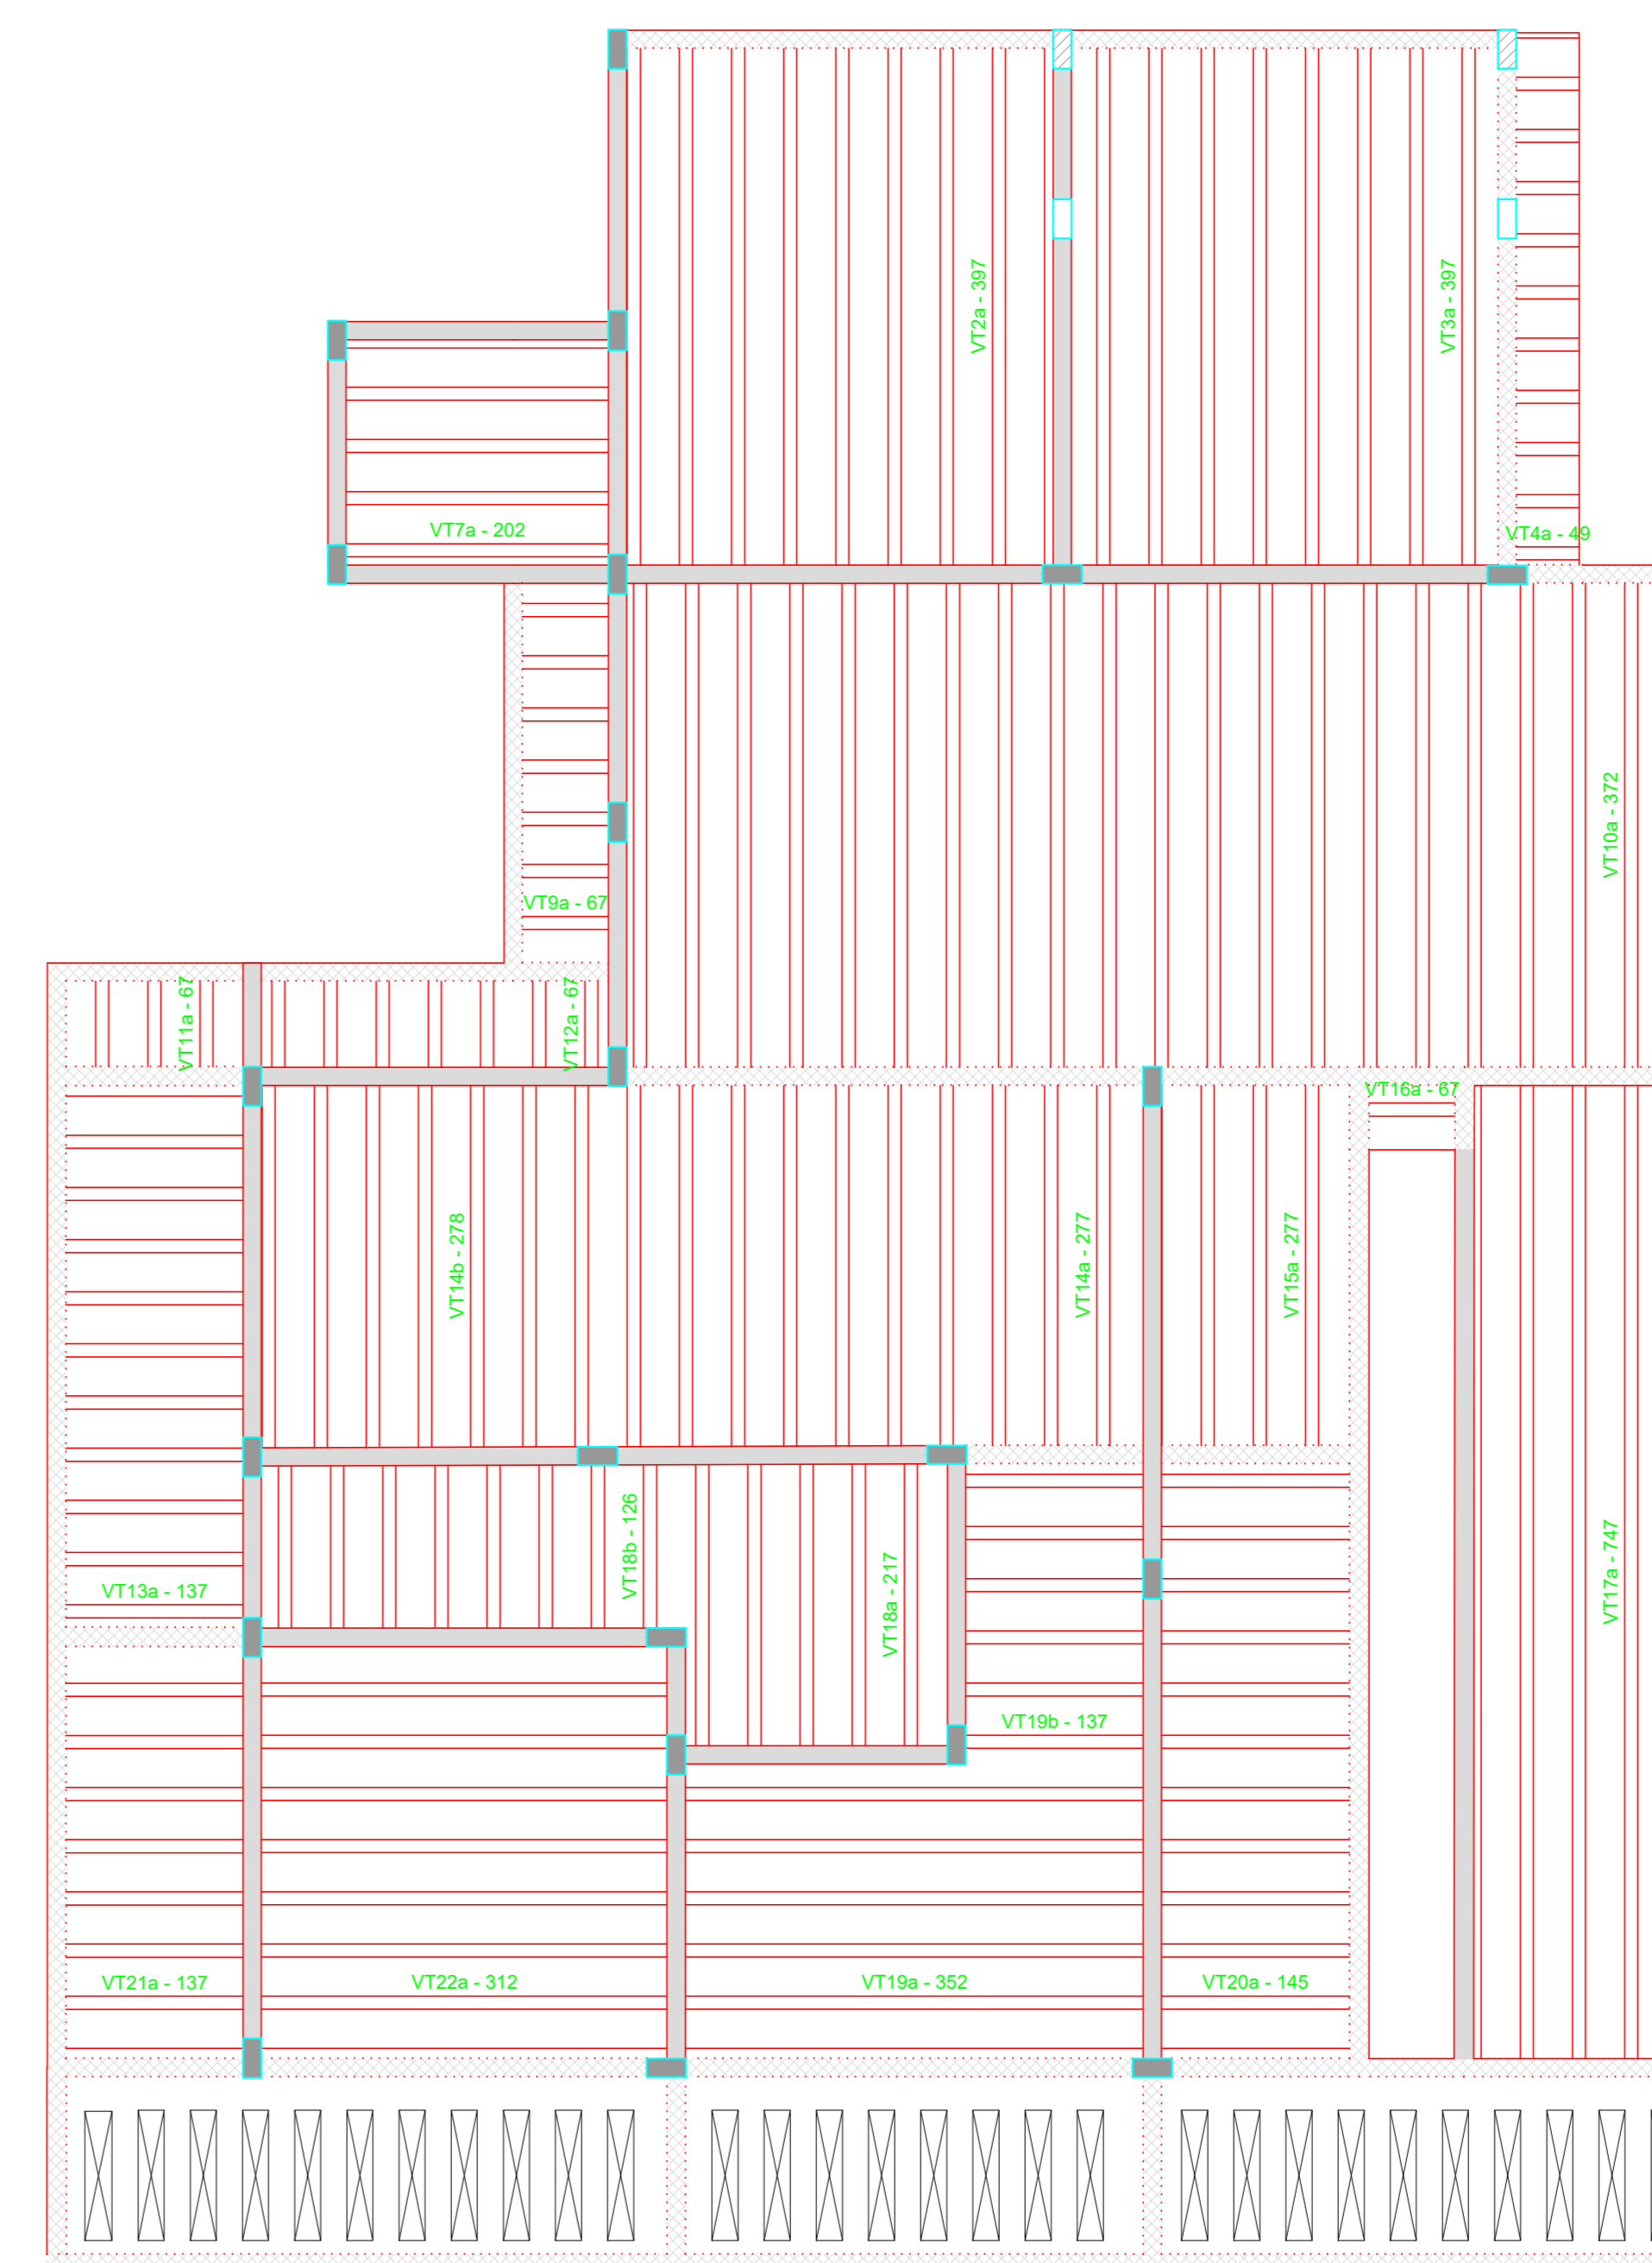 VT2a - 397
VT3a - 397
VT7a - 202
VT4a - 49
VT10a - 372
VT9a - 67
VT11a - 67
VT12a - 67
VT16a - 67
VT14b - 278
VT14a - 277
VT15a - 277
VT18b - 126
VT18a - 217
VT17a - 747
VT13a - 137
VT19b - 137
VT21a - 137
VT22a - 312
VT19a - 352
VT20a - 145